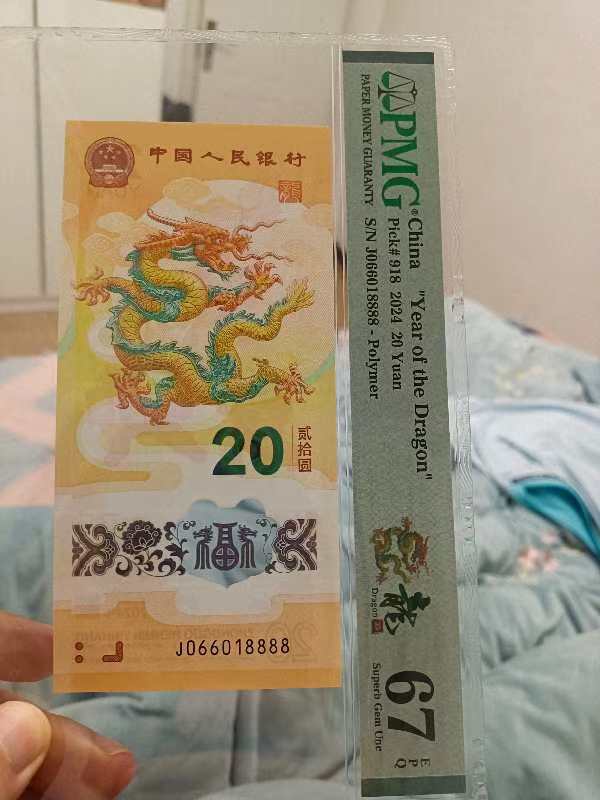 中国人民银行
20
贰拾圆
J066018888
PMG®
PAPER MONEY GUARANTY
China "Year of the Dragon"
Pick# 918 2024 20 Yuan
S/N J066018888 - Polymer
龙
Dragon
67
EPQ
Superb Gem Unc